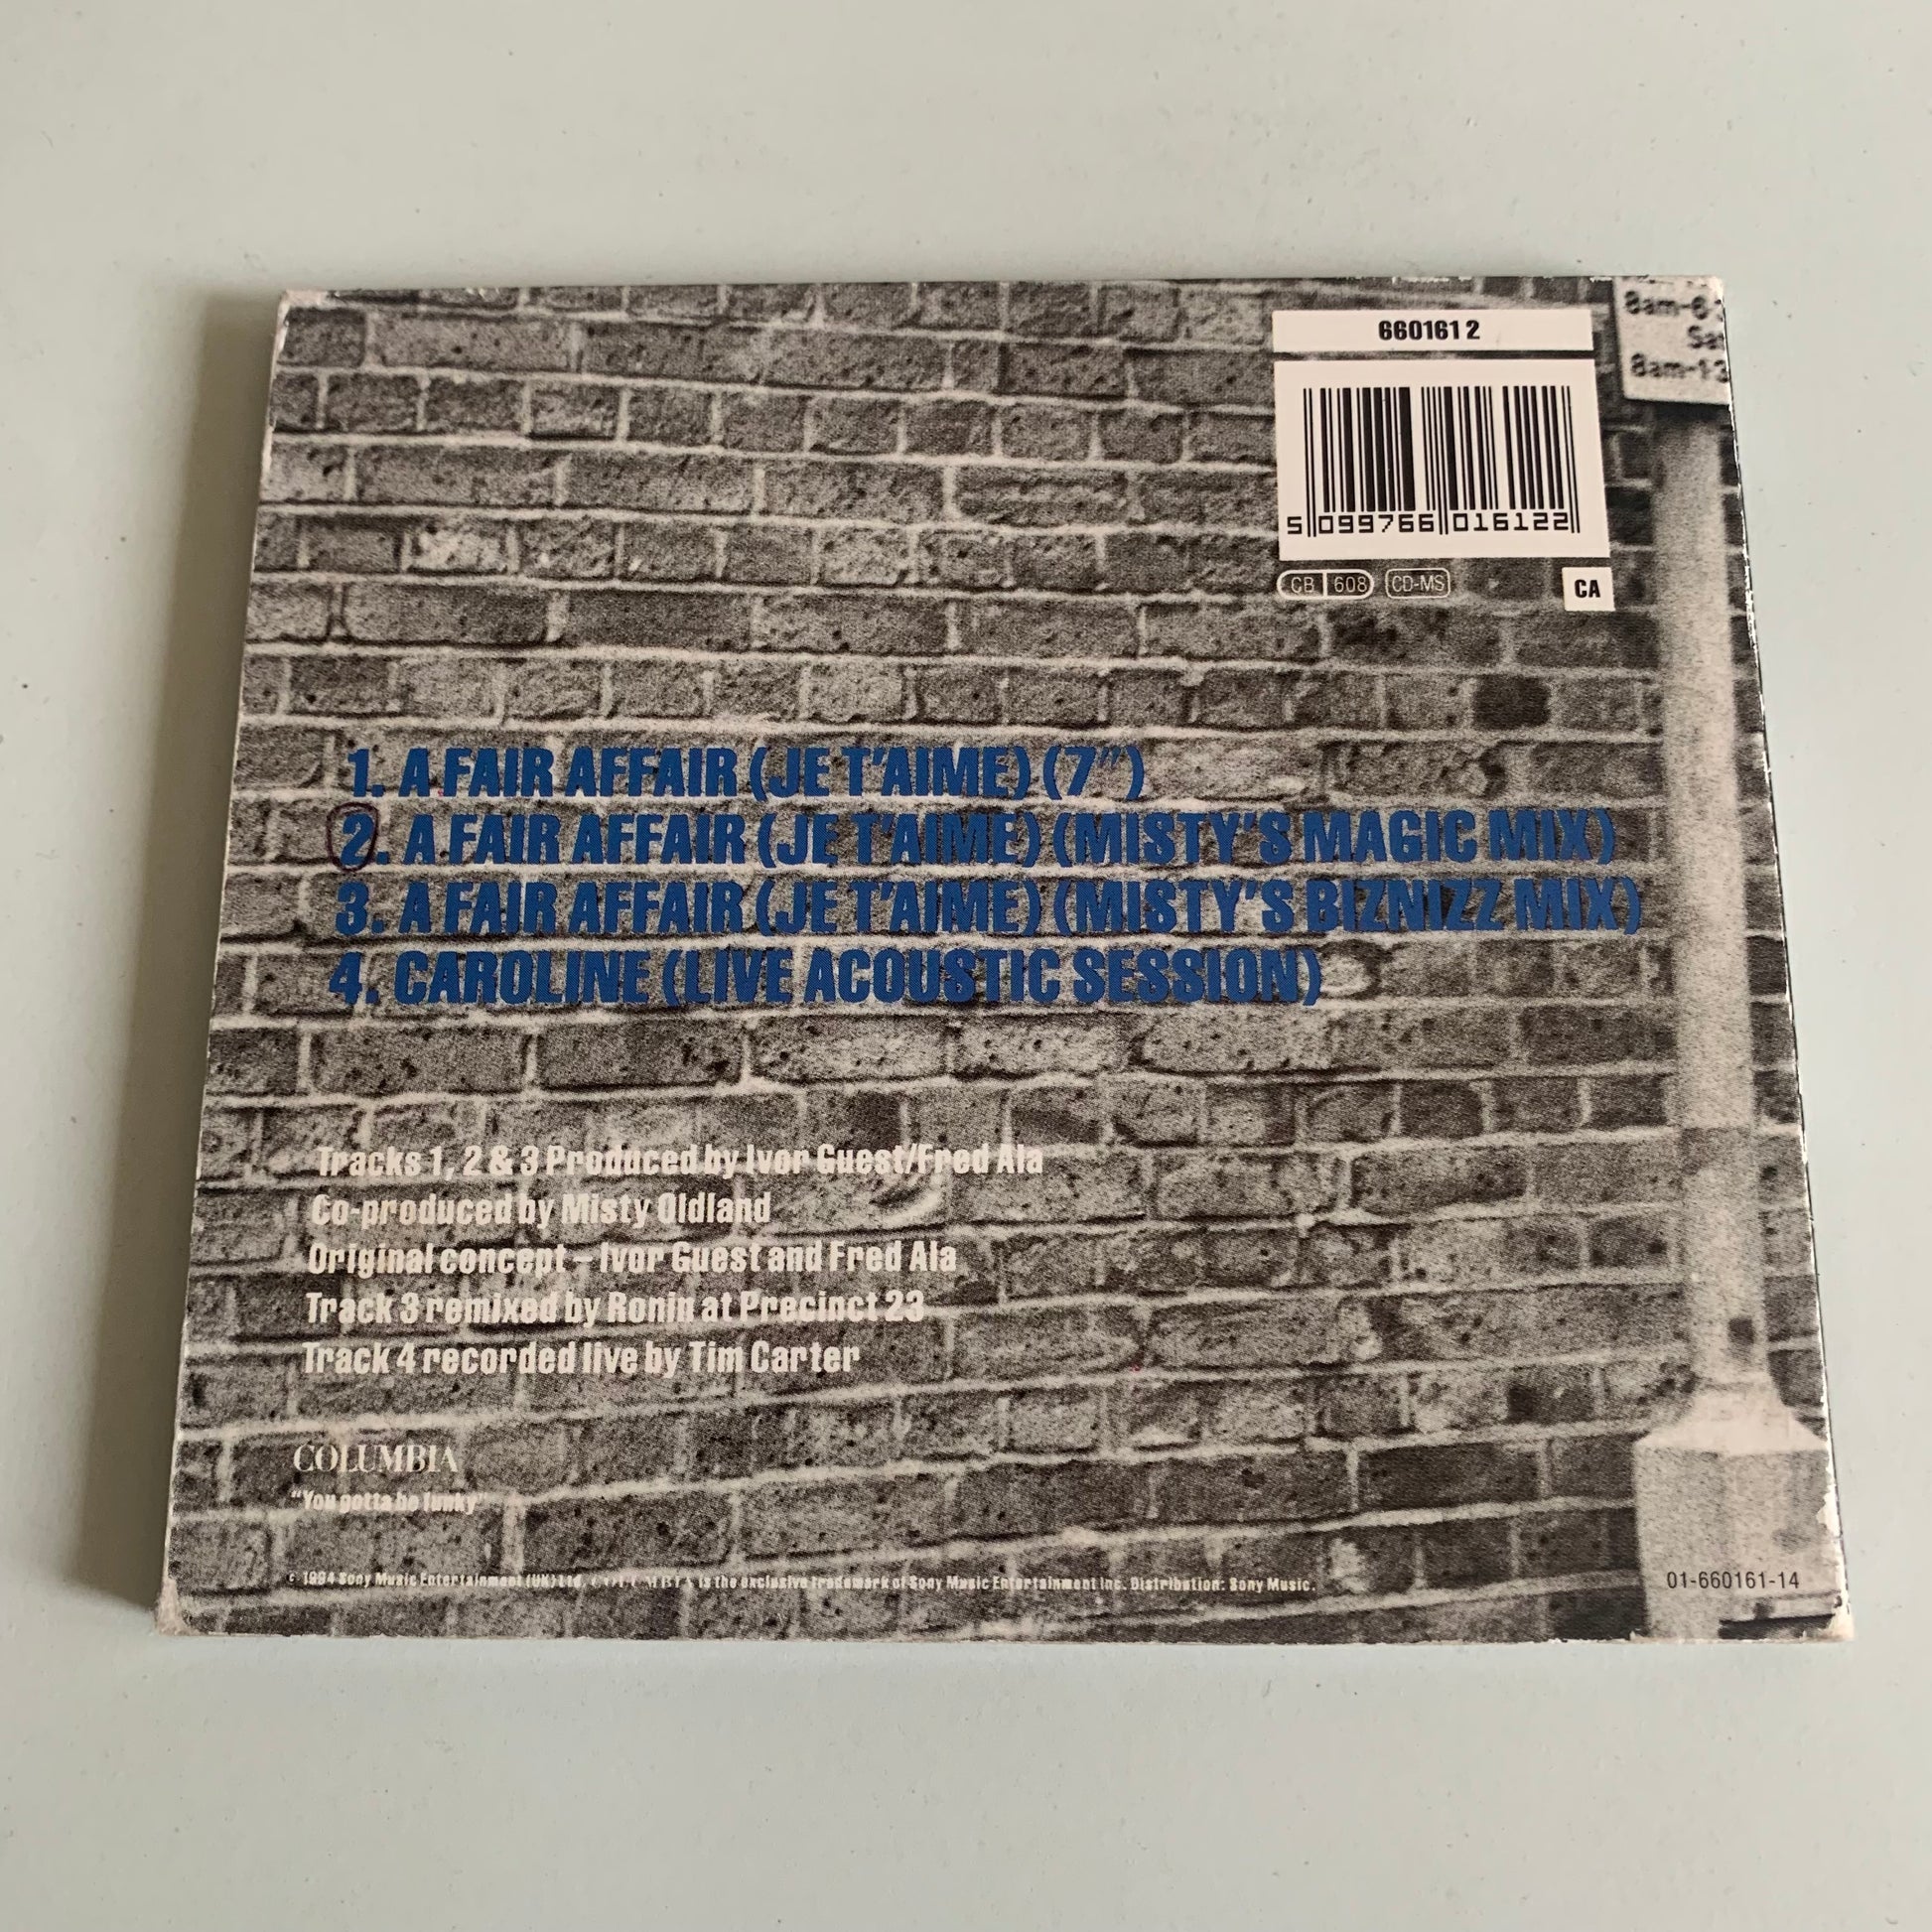 8am-6
Sat
8am-13
660161 2
5 099766 016122
CB 608 CD-MS
CA
1. A FAIR AFFAIR (JE T'AIME) (7")
2. A FAIR AFFAIR (JE T'AIME) (MISTY'S MAGIC MIX)
3. A FAIR AFFAIR (JE T'AIME) (MISTY'S BIZNIZZ MIX)
4. CAROLINE (LIVE ACOUSTIC SESSION)
Tracks 1, 2 & 3 Produced by Ivor Guest/Fred Ala
Co-produced by Misty Oldland
Original concept – Ivor Guest and Fred Ala
Track 3 remixed by Ronin at Precinct 23
Track 4 recorded live by Tim Carter
COLUMBIA
"You gotta be funky"
© 1994 Sony Music Entertainment (UK) Ltd. COLUMBIA is the exclusive trademark of Sony Music Entertainment Inc. Distribution: Sony Music.
01-660161-14